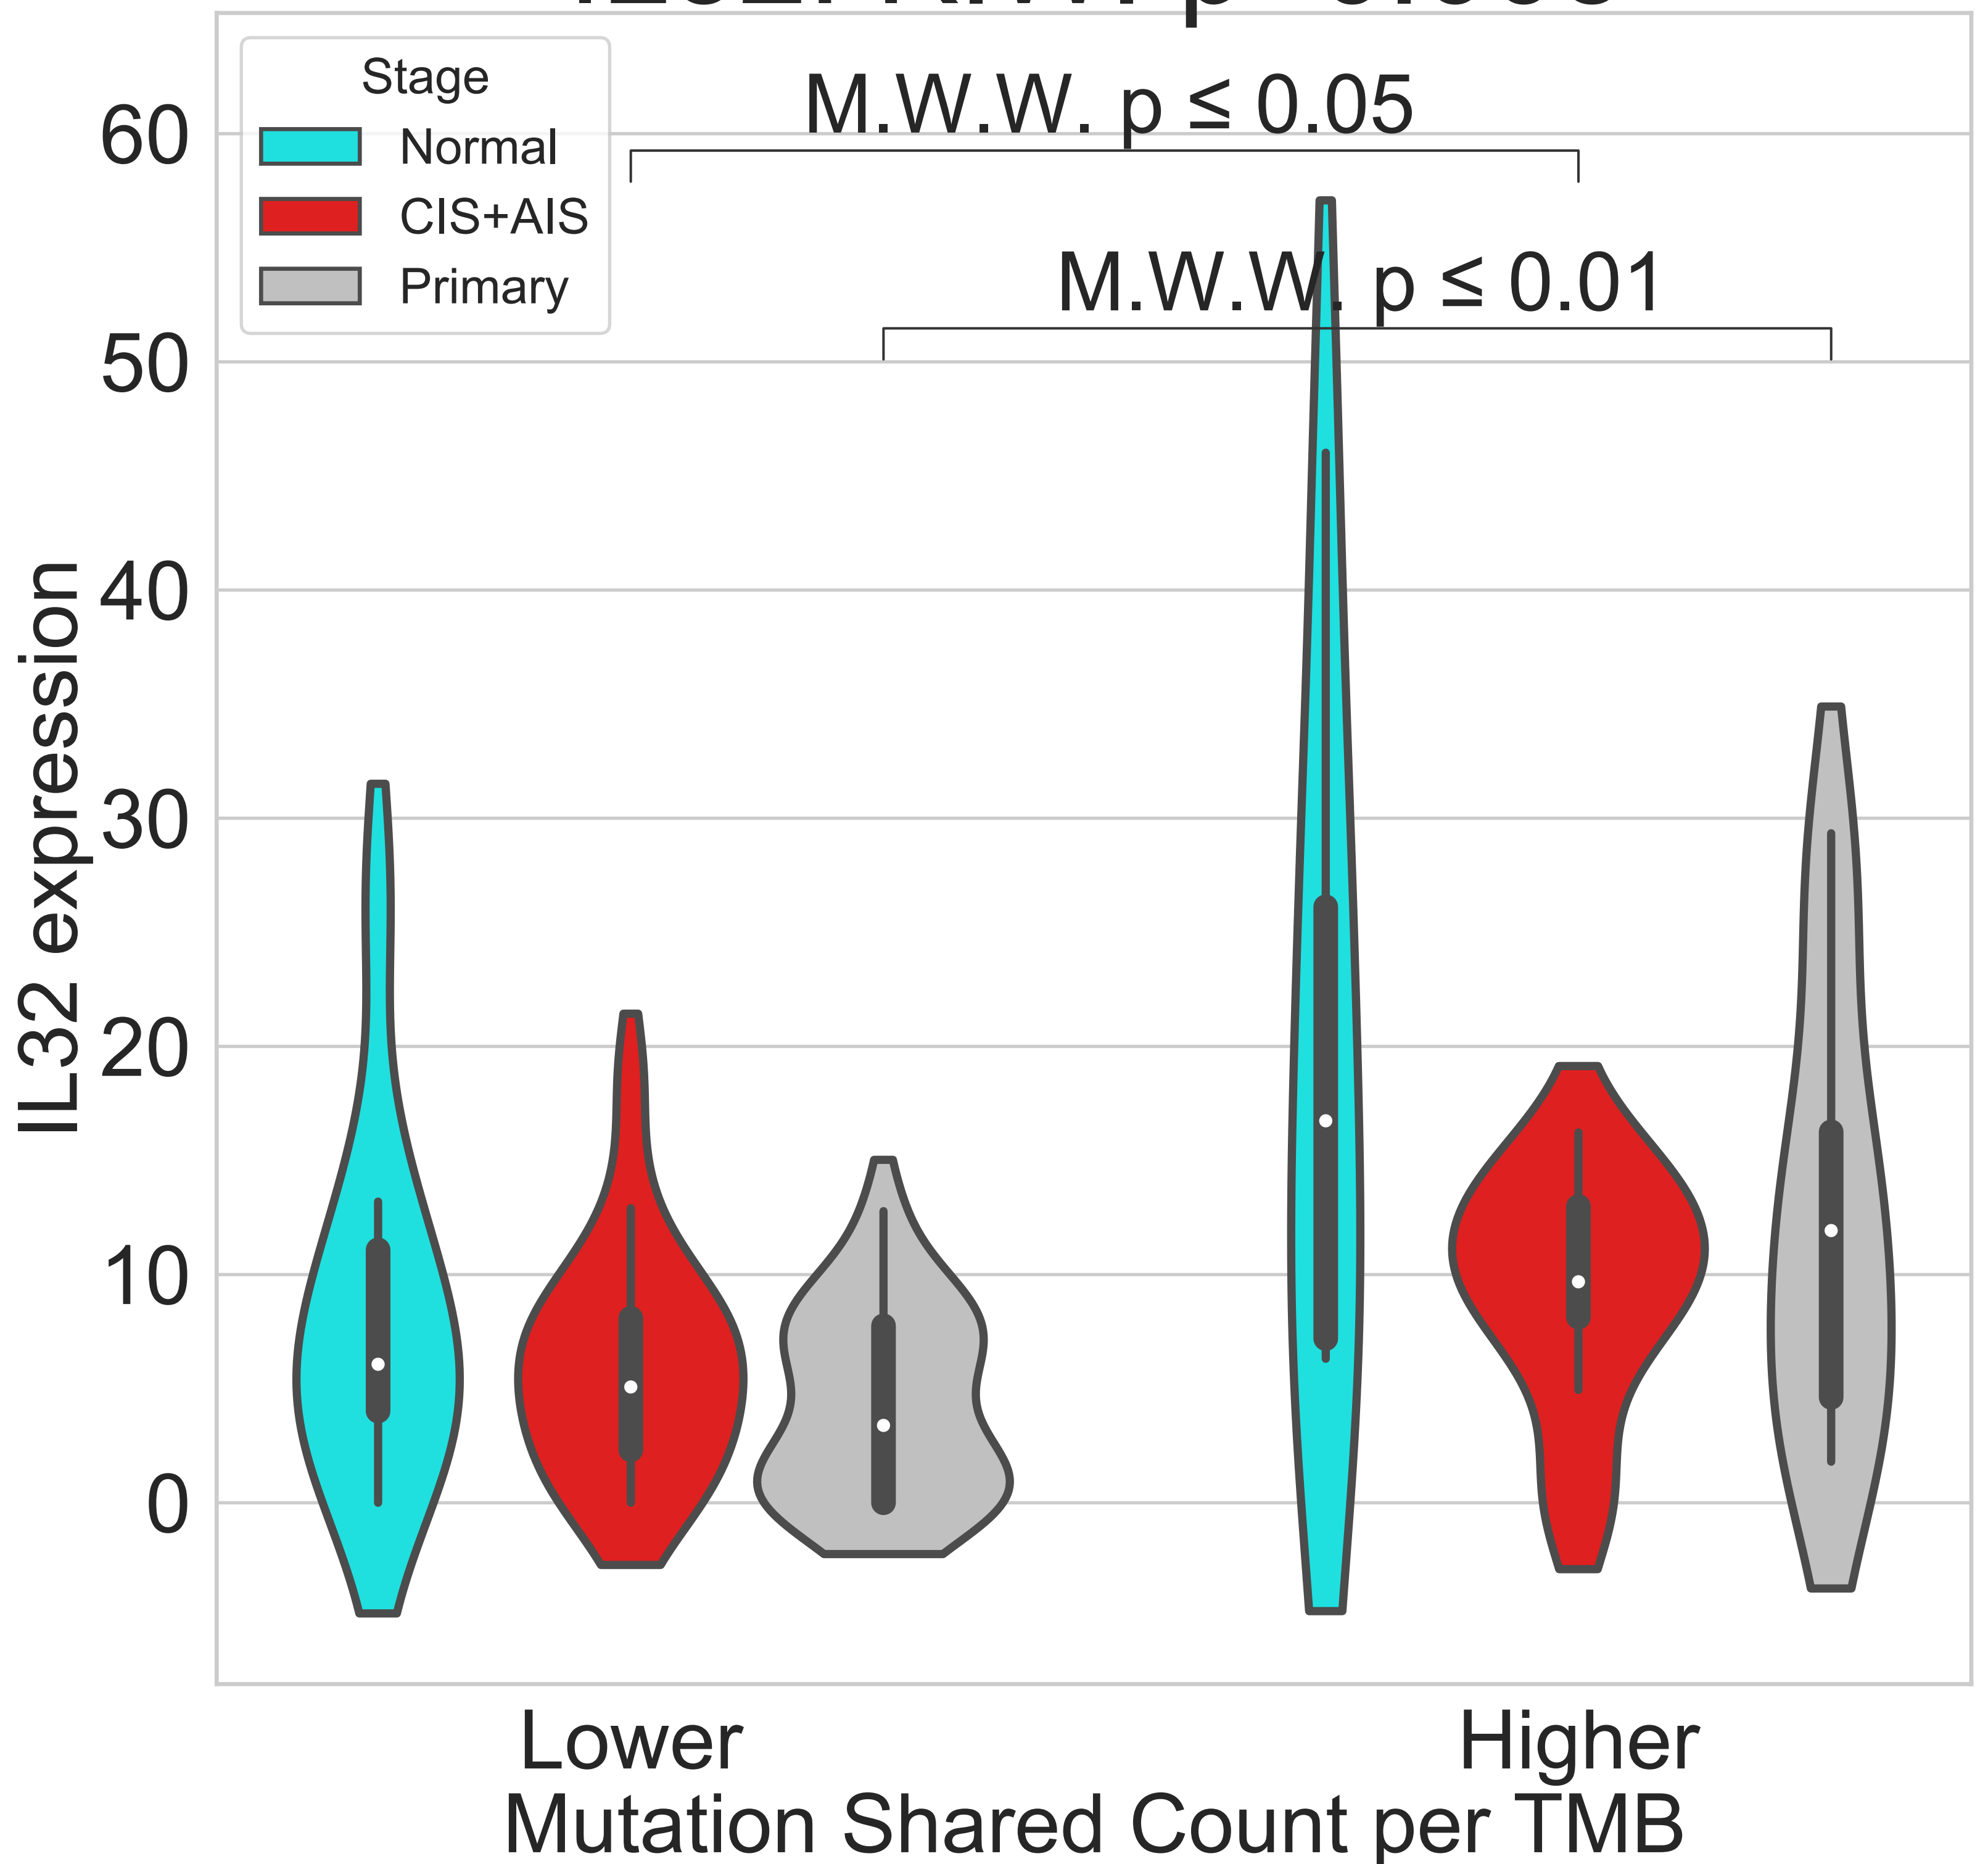 Stage
Normal
CIS+AIS
Primary
M.W.W. p ≤ 0.05
M.W.W. p ≤ 0.01
60
50
40
30
20
10
0
IL32 expression
Lower Higher
Mutation Shared Count per TMB